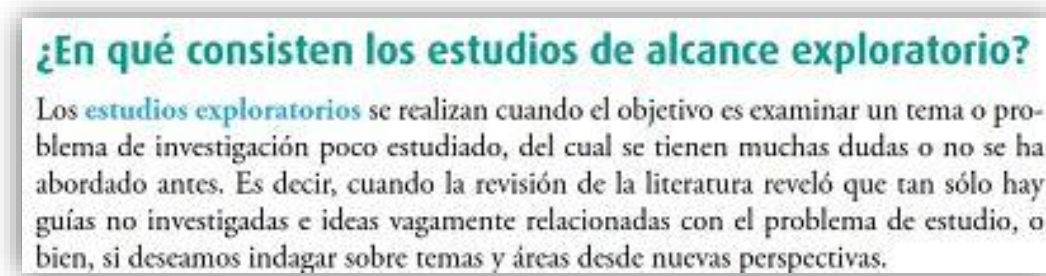 ¿En qué consisten los estudios de alcance exploratorio?
Los estudios exploratorios se realizan cuando el objetivo es examinar un tema o pro-
blema de investigación poco estudiado, del cual se tienen muchas dudas o no se ha
abordado antes. Es decir, cuando la revisión de la literatura reveló que tan sólo hay
guías no investigadas e ideas vagamente relacionadas con el problema de estudio, o
bien, si deseamos indagar sobre temas y áreas desde nuevas perspectivas.